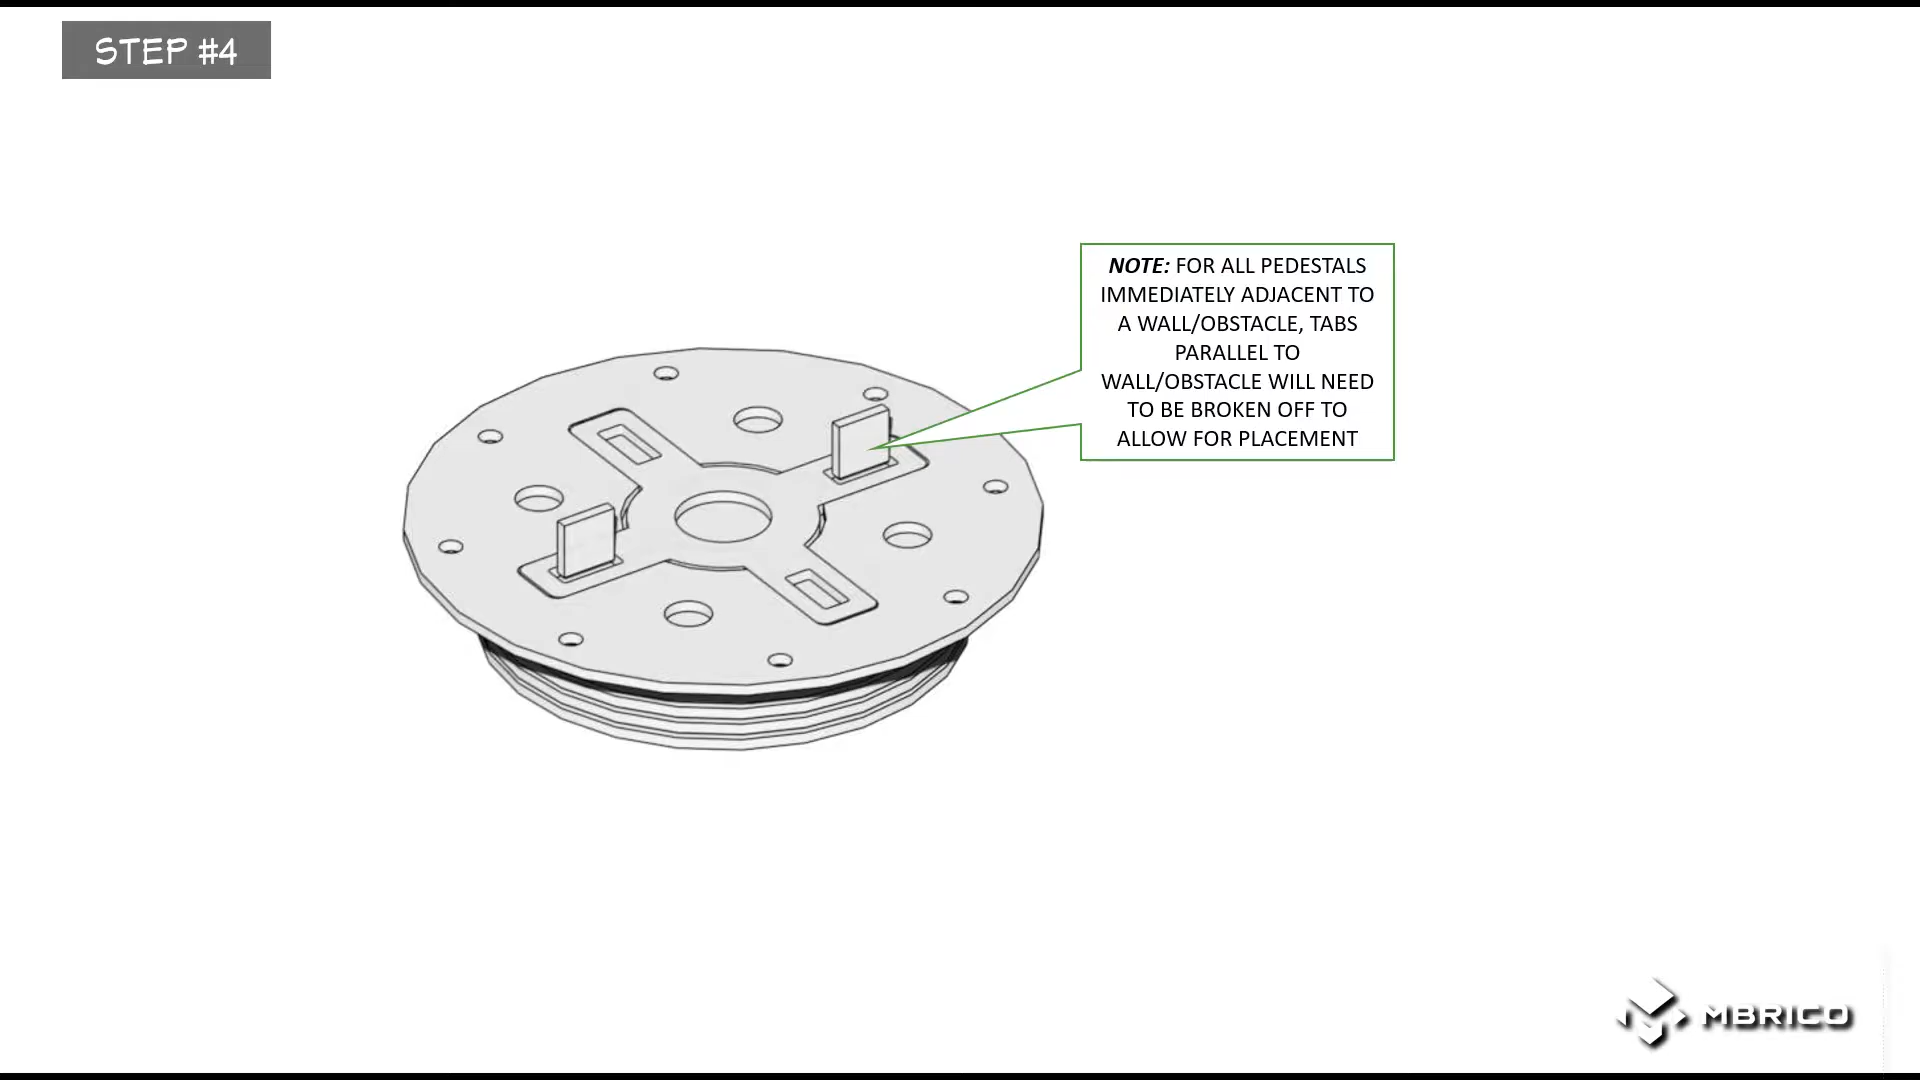 STEP #4
NOTE: FOR ALL PEDESTALS
IMMEDIATELY ADJACENT TO
A WALL/OBSTACLE, TABS
PARALLEL TO
WALL/OBSTACLE WILL NEED
TO BE BROKEN OFF TO
ALLOW FOR PLACEMENT
MBRICO